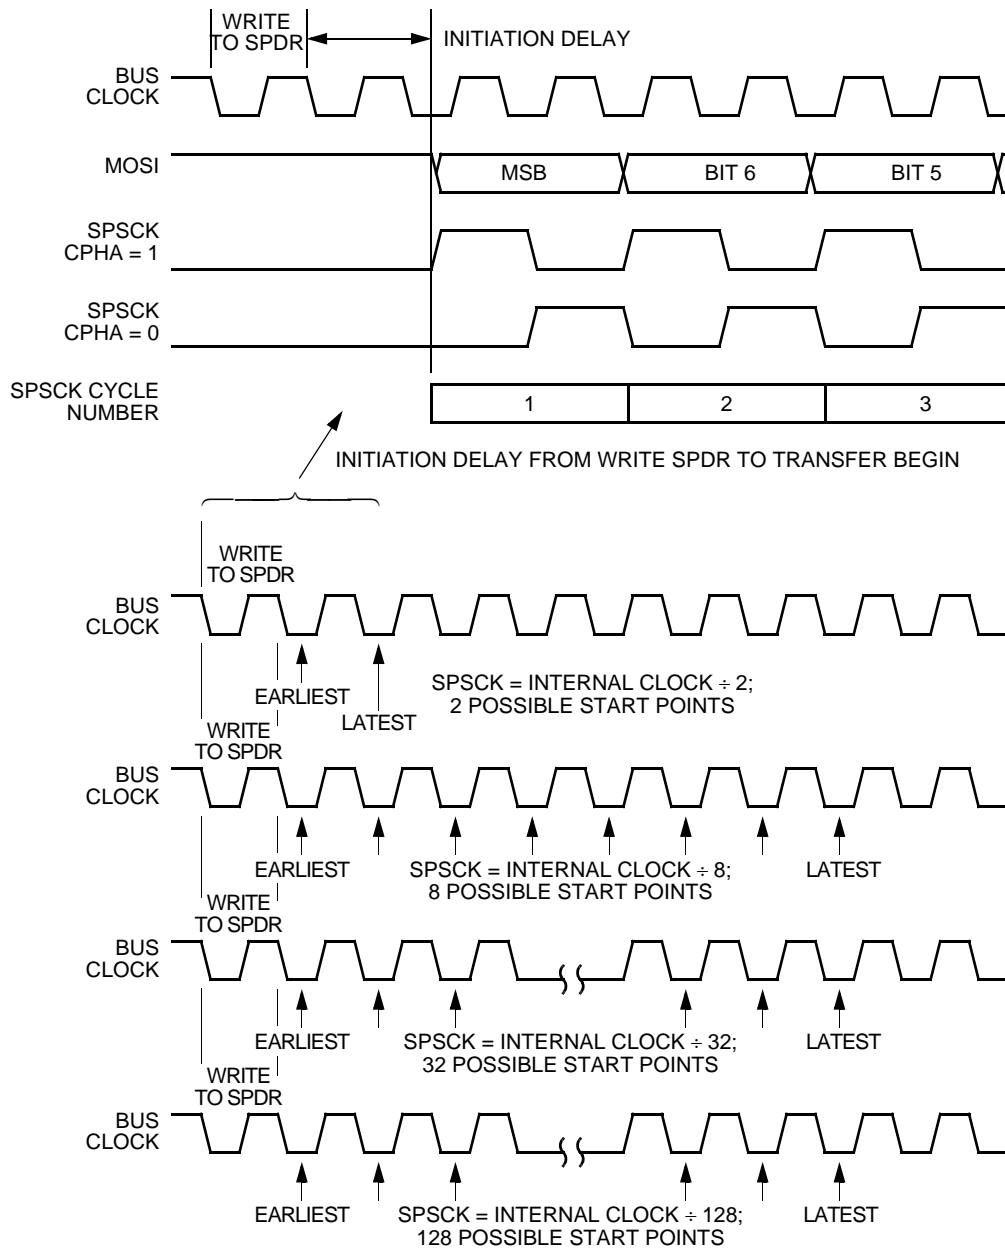 WRITE
TO SPDR
INITIATION DELAY
BUS
CLOCK
MOSI
MSB
BIT 6
BIT 5
SPSCK
CPHA = 1
SPSCK
CPHA = 0
SPSCK CYCLE
NUMBER
1
2
3
INITIATION DELAY FROM WRITE SPDR TO TRANSFER BEGIN
WRITE
TO SPDR
BUS
CLOCK
EARLIEST
LATEST
SPSCK = INTERNAL CLOCK ÷ 2;
2 POSSIBLE START POINTS
WRITE
TO SPDR
BUS
CLOCK
EARLIEST
SPSCK = INTERNAL CLOCK ÷ 8;
8 POSSIBLE START POINTS
LATEST
WRITE
TO SPDR
BUS
CLOCK
EARLIEST
SPSCK = INTERNAL CLOCK ÷ 32;
32 POSSIBLE START POINTS
LATEST
WRITE
TO SPDR
BUS
CLOCK
EARLIEST
SPSCK = INTERNAL CLOCK ÷ 128;
128 POSSIBLE START POINTS
LATEST